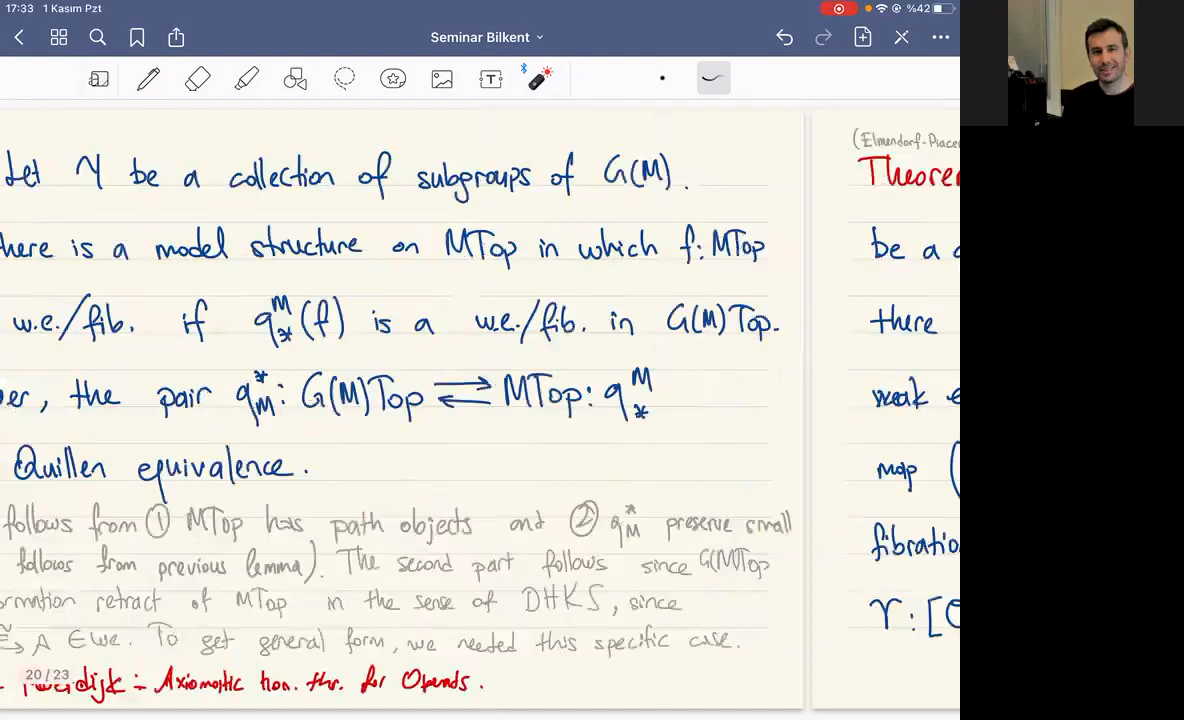 17:33 1 Kasım Pzt
%42
Seminar Bilkent
Let Y be a collection of subgroups of G(M).
here is a model structure on MTop in which f: MTop
w.e./fib. if q^M_*(f) is a w.e./fib. in G(M)Top.
er, the pair q^*_M : G(M)Top ⇄ MTop : q^M_*
Quillen equivalence.
follows from ① MTop has path objects and ② q^*_M preserve small
follows from previous lemma). The second part follows since G(M)Top
ormation retract of MTop in the sense of DHKS, since
→ A E we. To get general form, we needed this specific case.
20 / 23
: Axiomatic hom. thr. for Operads.
(Elmendorf-Piacen
Theorem
be a c
there
weak e
map (
fibratio
Υ : [O